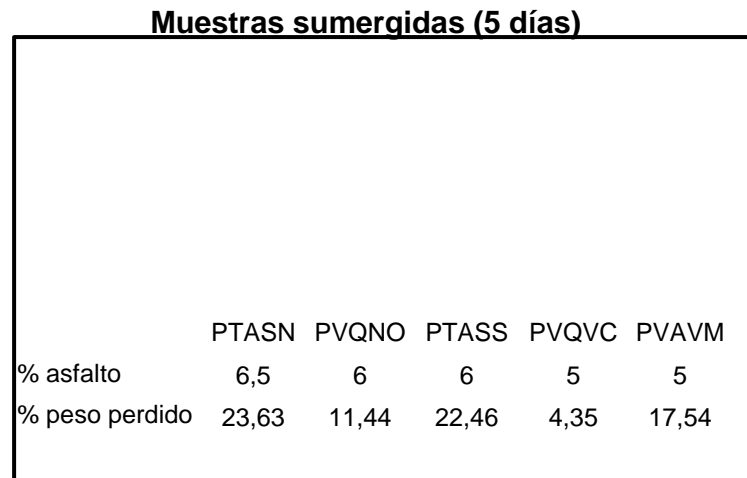 Muestras sumergidas (5 días)
PTASN PVQNO PTASS PVQVC PVAVM
% asfalto 6,5 6 6 5 5
% peso perdido 23,63 11,44 22,46 4,35 17,54